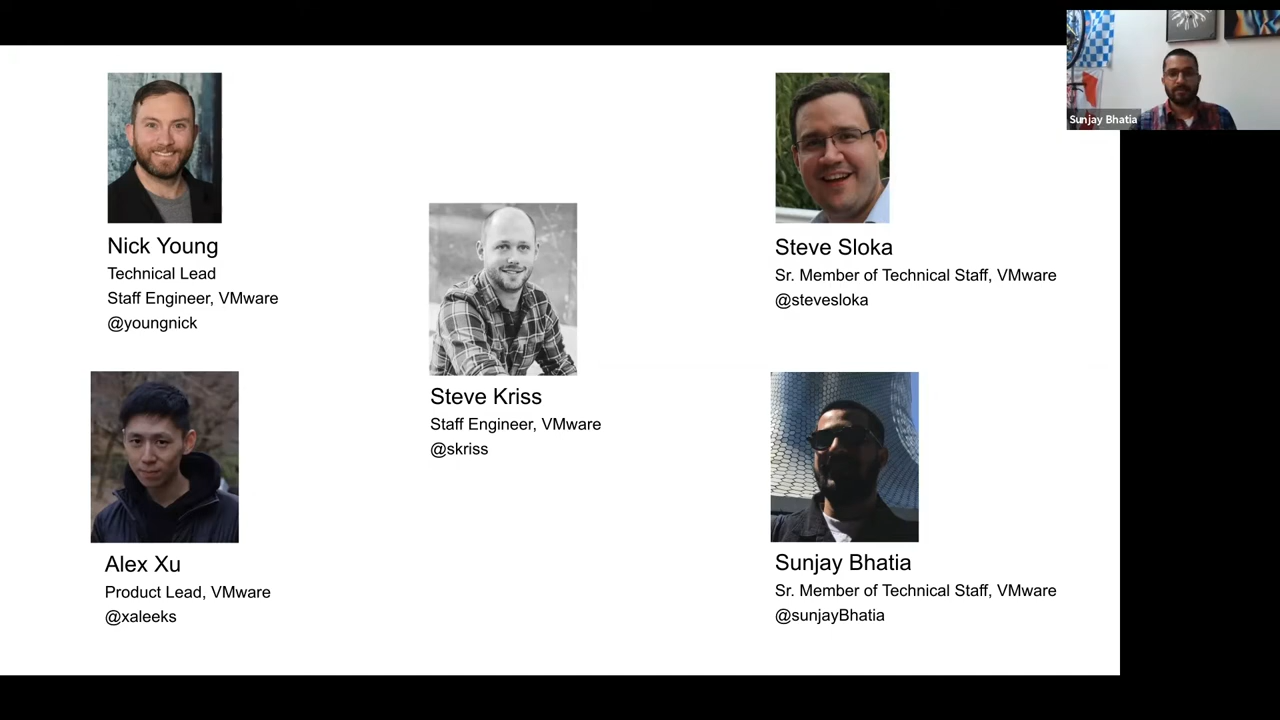 Sunjay Bhatia
Nick Young
Technical Lead
Staff Engineer, VMware
@youngnick
Steve Sloka
Sr. Member of Technical Staff, VMware
@stevesloka
Steve Kriss
Staff Engineer, VMware
@skriss
Alex Xu
Product Lead, VMware
@xaleeks
Sunjay Bhatia
Sr. Member of Technical Staff, VMware
@sunjayBhatia